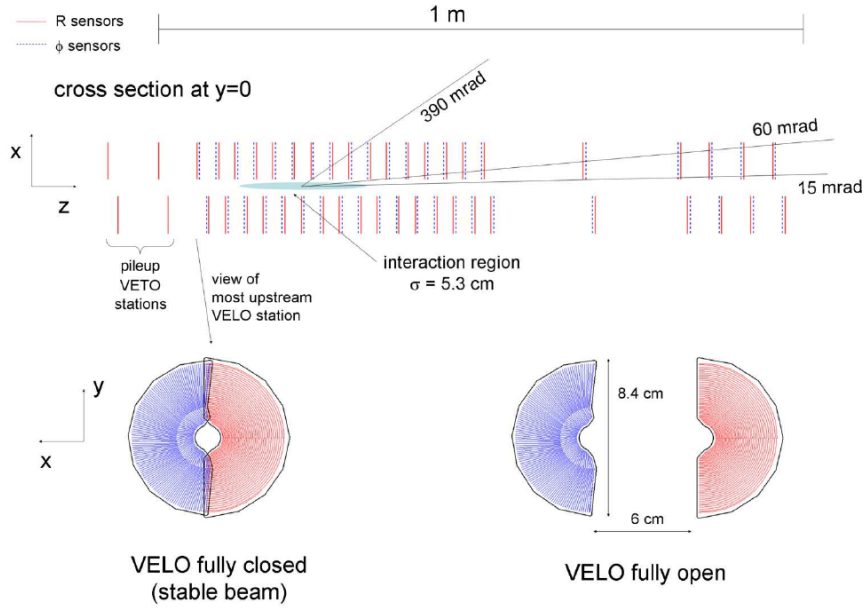 R sensors
ϕ sensors
1 m
cross section at y=0
390 mrad
60 mrad
15 mrad
x
z
pileup
VETO
stations
view of
most upstream
VELO station
interaction region
σ = 5.3 cm
y
x
8.4 cm
6 cm
VELO fully closed
(stable beam)
VELO fully open